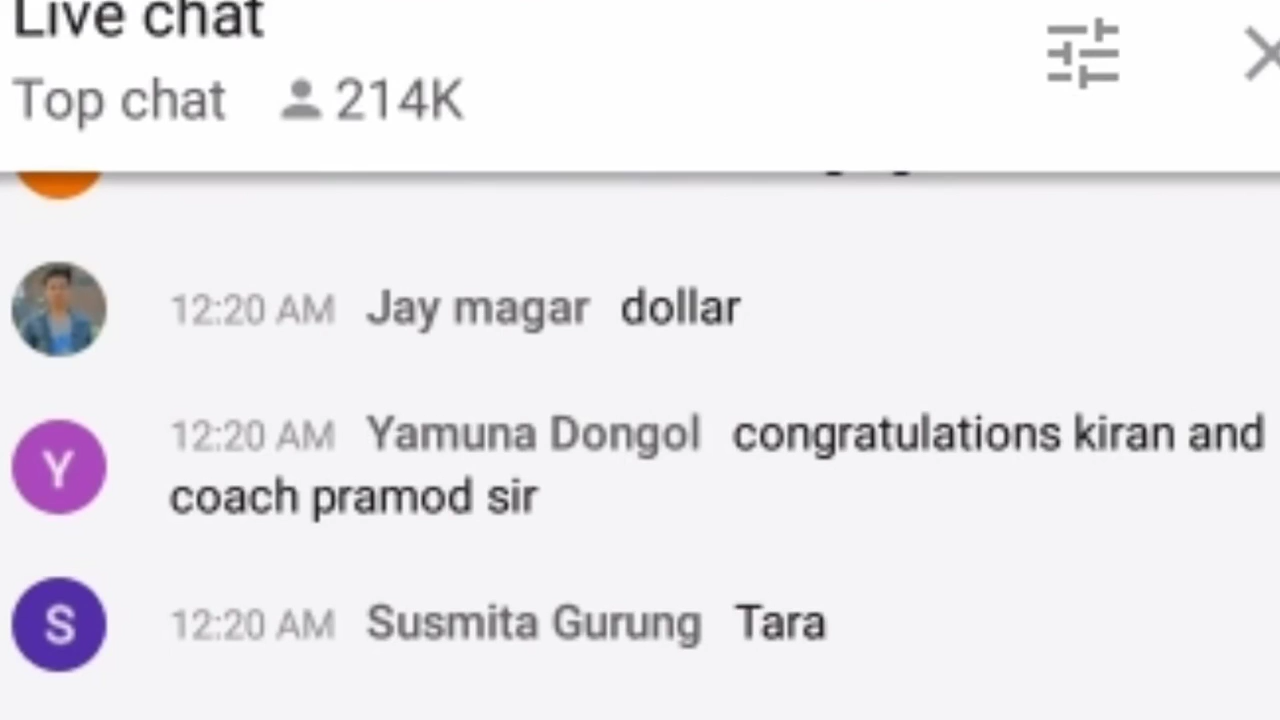 Live chat
Top chat 214K
12:20 AM Jay magar dollar
Y 12:20 AM Yamuna Dongol congratulations kiran and
coach pramod sir
S 12:20 AM Susmita Gurung Tara